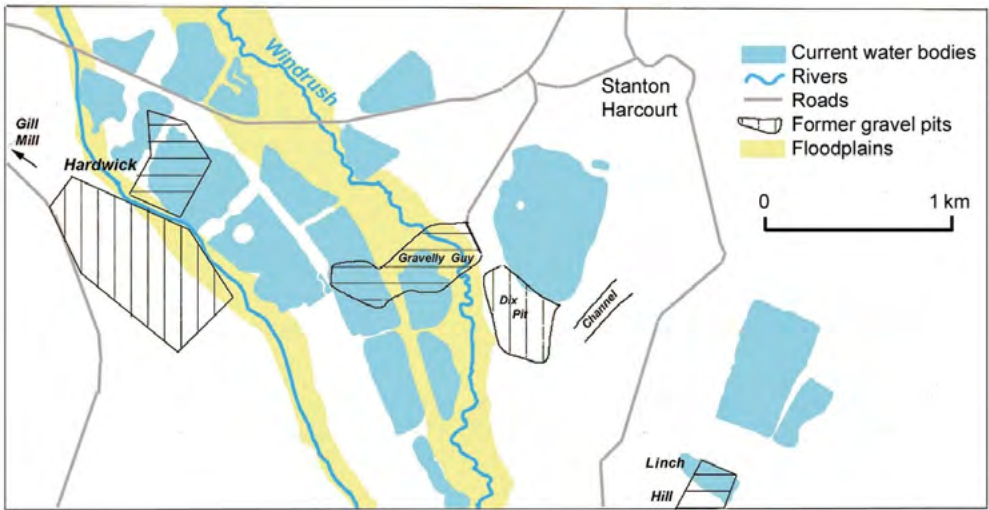 Windrush
Current water bodies
Rivers
Roads
Former gravel pits
Floodplains
Stanton
Harcourt
0 1 km
Gill
Mill
Hardwick
Gravelly Guy
Dix
Pit
Channel
Linch
Hill